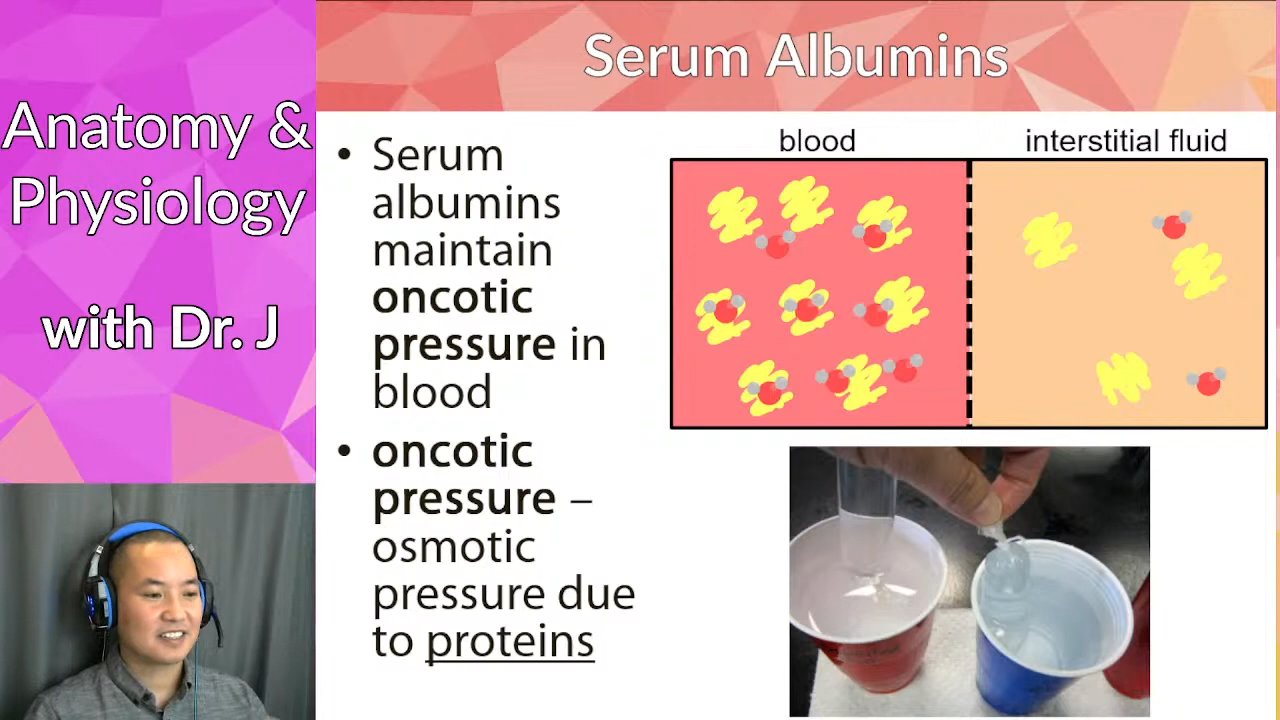 Anatomy &
Physiology
with Dr. J
Serum Albumins
• Serum
albumins
maintain
oncotic
pressure in
blood
• oncotic
pressure –
osmotic
pressure due
to proteins
blood
interstitial fluid